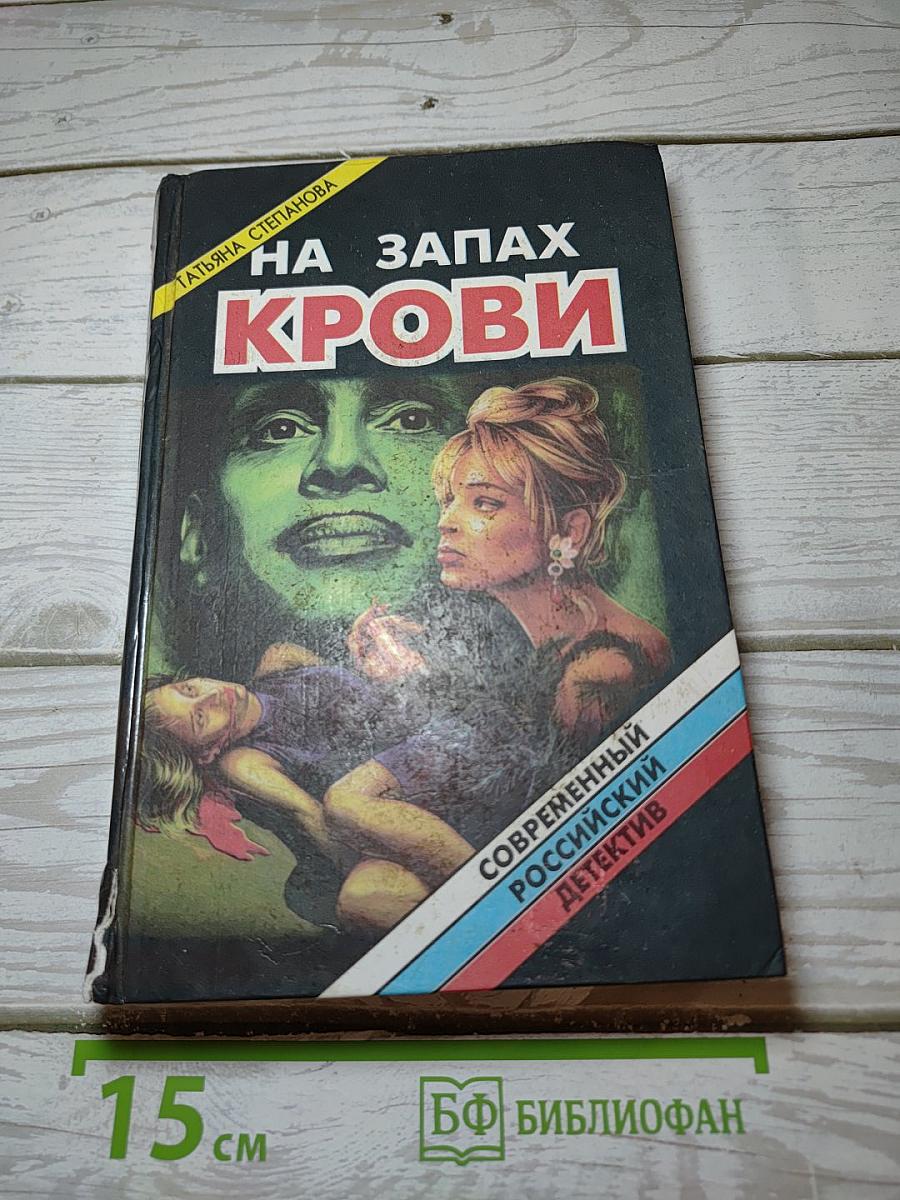 ТАТЬЯНА СТЕПАНОВА
НА ЗАПАХ
КРОВИ
СОВРЕМЕННЫЙ
РОССИЙСКИЙ
ДЕТЕКТИВ
15 см
БФ БИБЛИОФАН